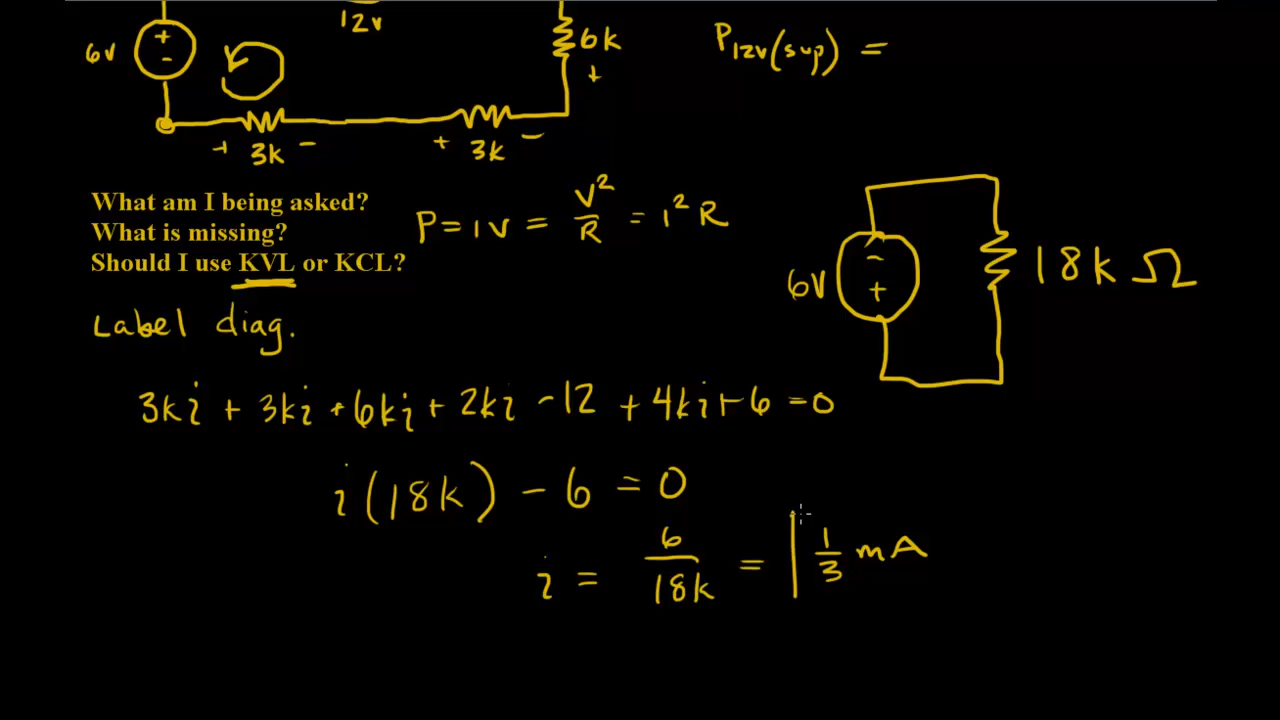 12v
6V
+
-
6k
+
P12v(sup) =
+ 3k -
+ 3k -
What am I being asked?
What is missing?
Should I use KVL or KCL?
P = IV = V²/R = I²R
6V
-
+
18k Ω
Label diag.
3ki + 3ki + 6ki + 2ki - 12 + 4ki + 6 = 0
i(18k) - 6 = 0
i = 6/18k = 1/3 mA